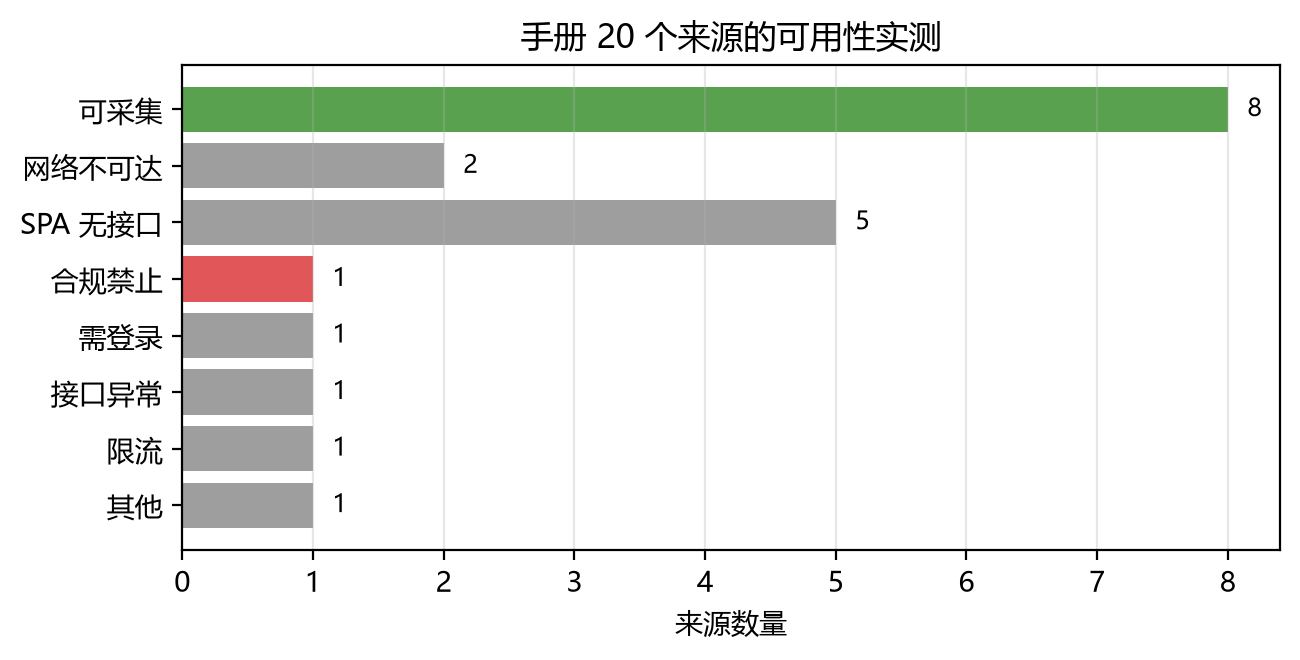 手册 20 个来源的可用性实测
可采集 8
网络不可达 2
SPA 无接口 5
合规禁止 1
需登录 1
接口异常 1
限流 1
其他 1
0 1 2 3 4 5 6 7 8
来源数量